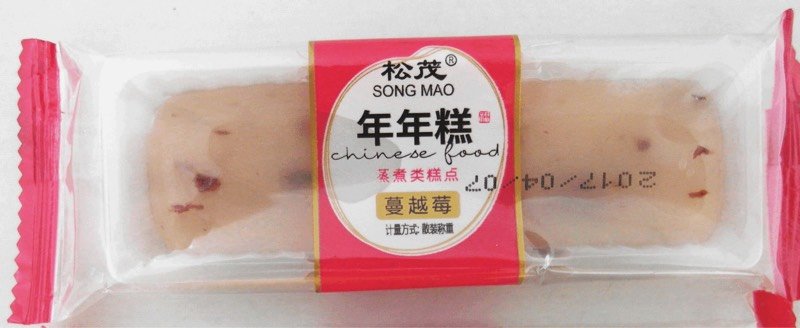 松茂®
SONG MAO
年年糕
chinese food
蒸煮类糕点
2017/04/07
蔓越莓
计量方式: 散装称重